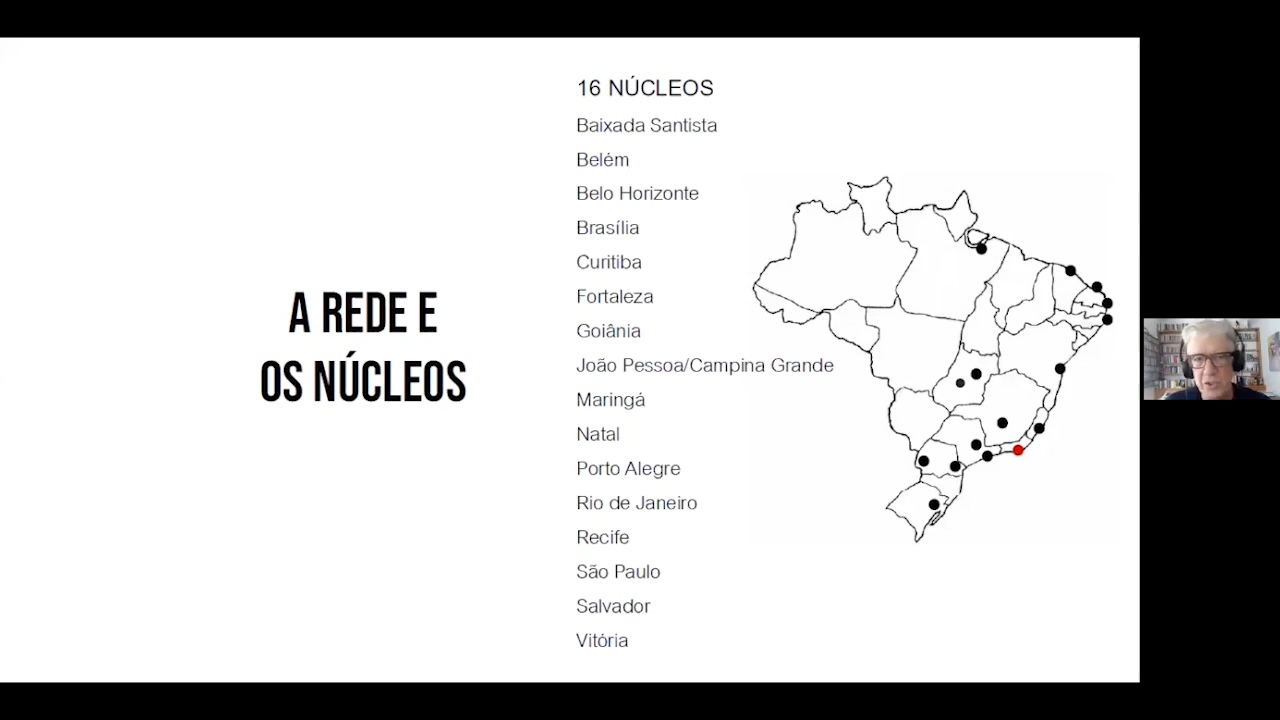 A REDE E
OS NÚCLEOS
16 NÚCLEOS
Baixada Santista
Belém
Belo Horizonte
Brasília
Curitiba
Fortaleza
Goiânia
João Pessoa/Campina Grande
Maringá
Natal
Porto Alegre
Rio de Janeiro
Recife
São Paulo
Salvador
Vitória